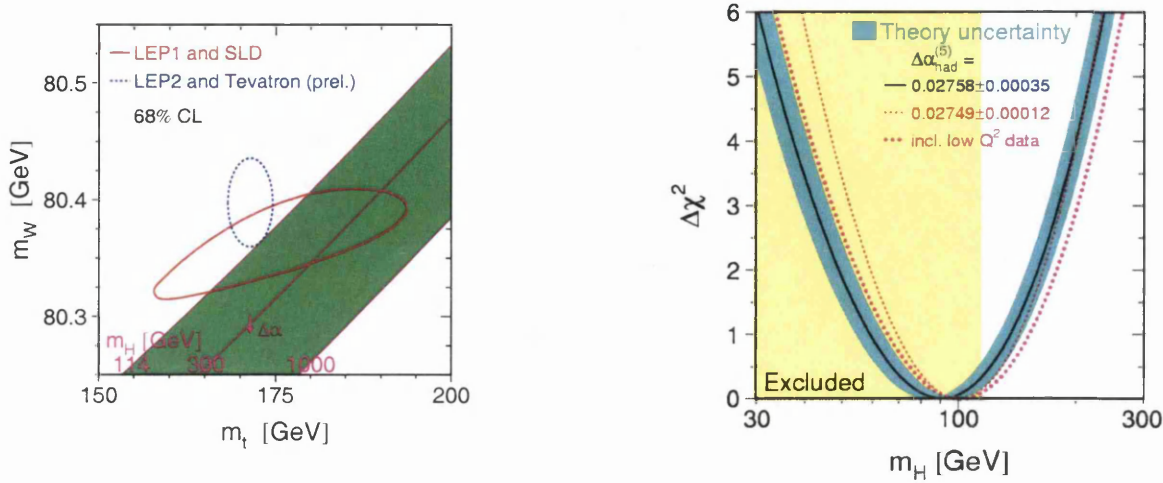 LEP1 and SLD
LEP2 and Tevatron (prel.)
68% CL
80.5
80.4
80.3
m_W [GeV]
Δα
m_H [GeV]
114 300 1000
150 175 200
m_t [GeV]
6
5
4
3
2
1
0
Δχ²
Theory uncertainty
Δα_had^(5) =
0.02758±0.00035
0.02749±0.00012
incl. low Q² data
Excluded
30 100 300
m_H [GeV]